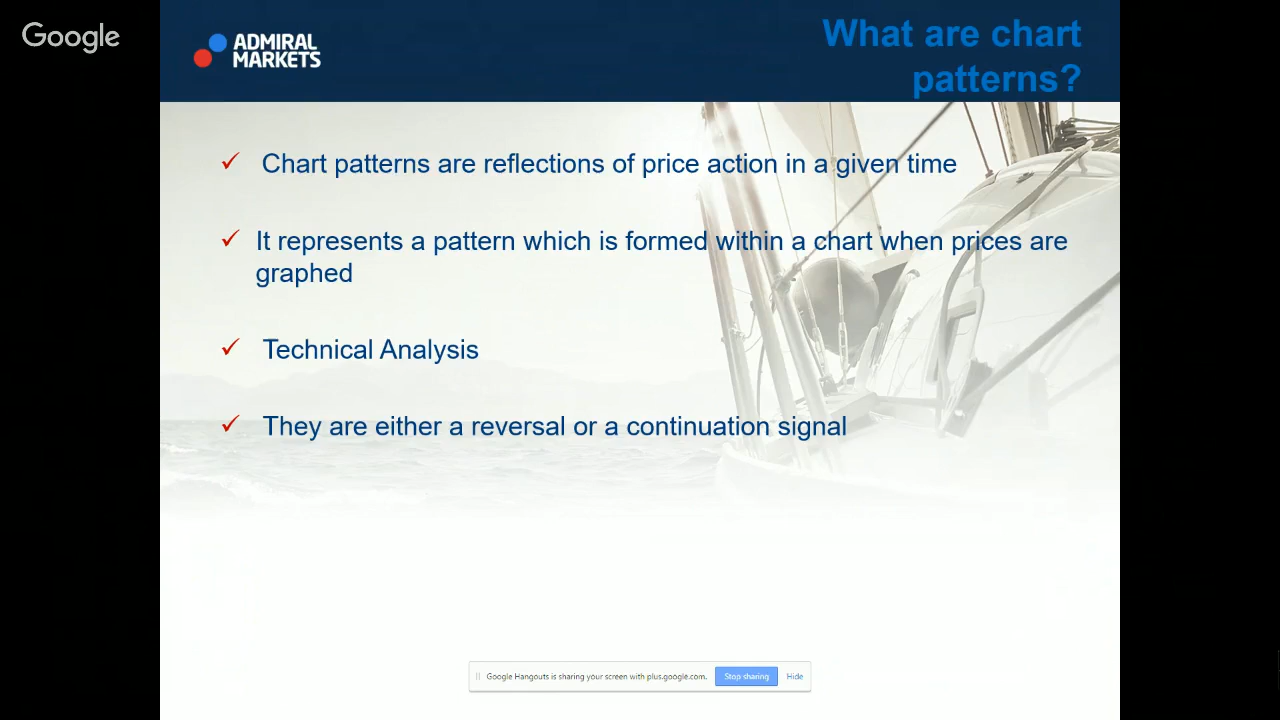 Google
ADMIRAL
MARKETS
What are chart
patterns?
✓ Chart patterns are reflections of price action in a given time
✓ It represents a pattern which is formed within a chart when prices are
graphed
✓ Technical Analysis
✓ They are either a reversal or a continuation signal
Google Hangouts is sharing your screen with plus.google.com. Stop sharing Hide